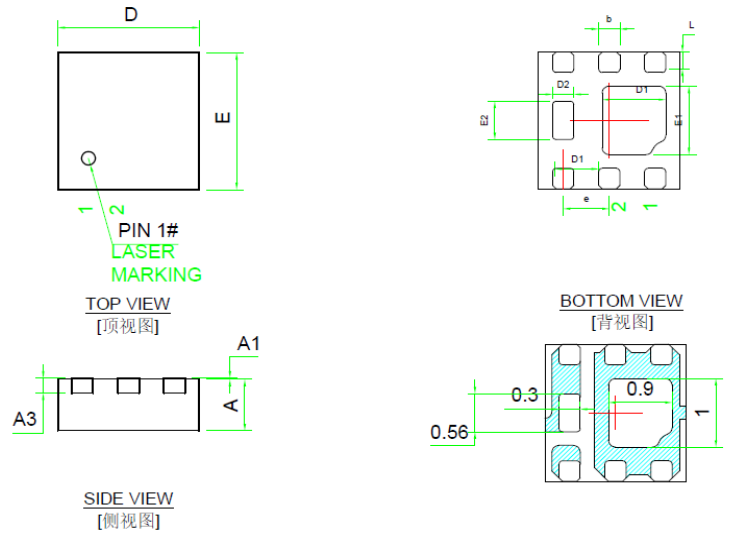 D
E
1
2
PIN 1#
LASER
MARKING
TOP VIEW
[顶视图]
b
L
D2
D1
E2
E1
D1
e
2
1
BOTTOM VIEW
[背视图]
A1
A
A3
SIDE VIEW
[侧视图]
0.3
0.9
1
0.56